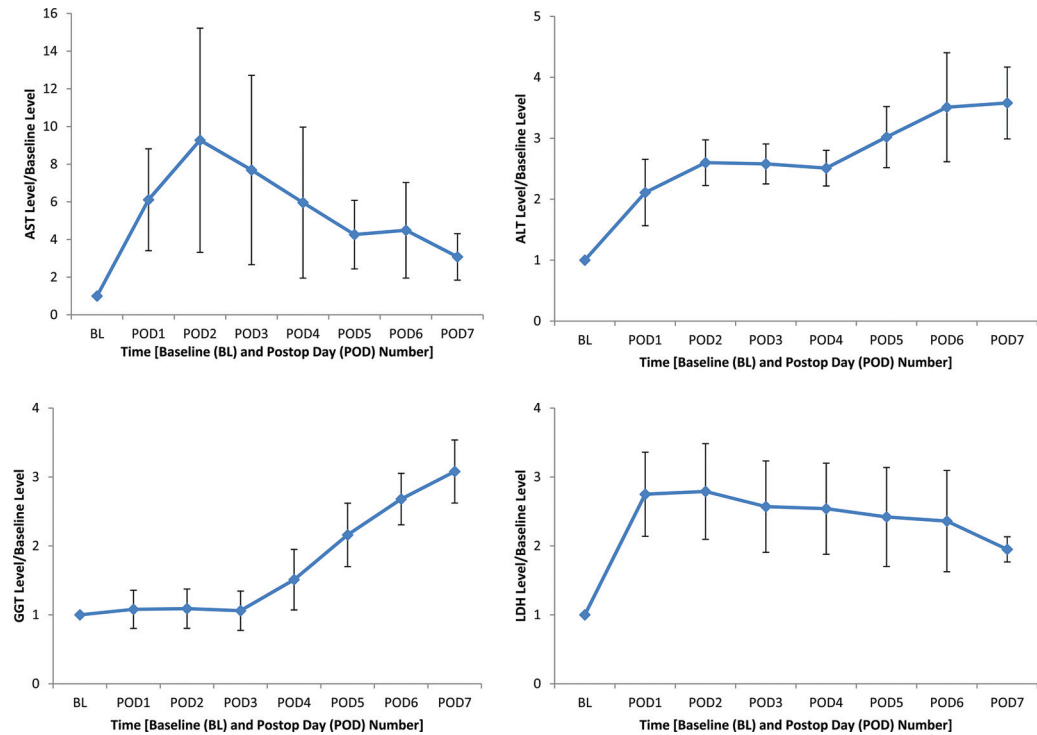 AST Level/Baseline Level
16
14
12
10
8
6
4
2
0
BL POD1 POD2 POD3 POD4 POD5 POD6 POD7
Time [Baseline (BL) and Postop Day (POD) Number]
ALT Level/Baseline Level
5
4
3
2
1
0
BL POD1 POD2 POD3 POD4 POD5 POD6 POD7
Time [Baseline (BL) and Postop Day (POD) Number]
GGT Level/Baseline Level
4
3
2
1
0
BL POD1 POD2 POD3 POD4 POD5 POD6 POD7
Time [Baseline (BL) and Postop Day (POD) Number]
LDH Level/Baseline Level
4
3
2
1
0
BL POD1 POD2 POD3 POD4 POD5 POD6 POD7
Time [Baseline (BL) and Postop Day (POD) Number]